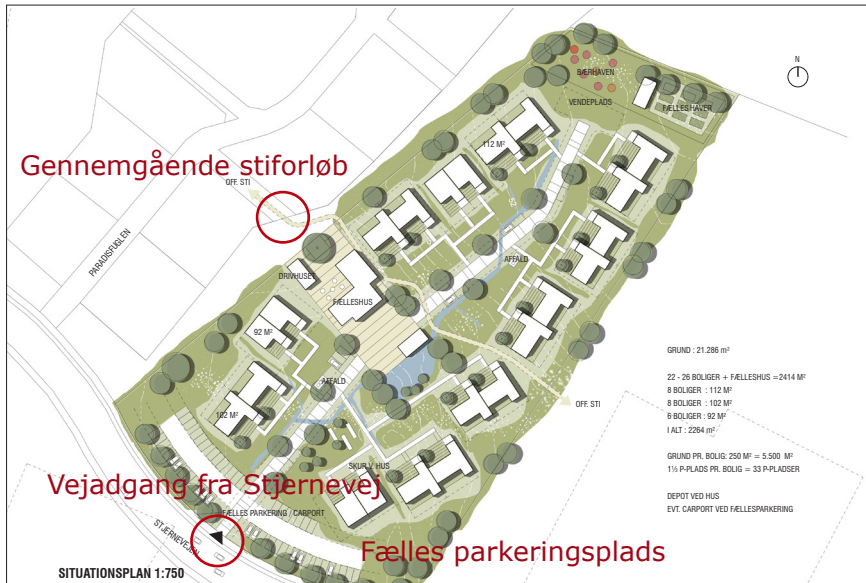 BÆRHAVEN
N
VENDEPLADS
FÆLLES HAVER
112 M²
Gennemgående stiforløb
OFF. STI
PARADISFUGLEN
AFFALD
DRIVHUSET
FÆLLESHUS
92 M²
GRUND : 21.286 m²
22 - 26 BOLIGER + FÆLLESHUS =2414 M²
8 BOLIGER : 112 M²
8 BOLIGER : 102 M²
6 BOLIGER : 92 M²
I ALT : 2264 m²
AFFALD
OFF. STI
102 M²
GRUND PR. BOLIG: 250 M² = 5.500 M²
1½ P-PLADS PR. BOLIG = 33 P-PLADSER
SKUR V. HUS
Vejadgang fra Stjernevej
DEPOT VED HUS
EVT. CARPORT VED FÆLLESPARKERING
FÆLLES PARKERING / CARPORT
STJERNEVEJEN
Fælles parkeringsplads
SITUATIONSPLAN 1:750